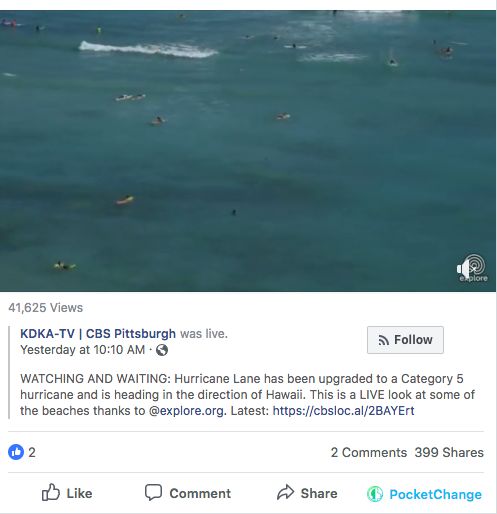 explore
41,625 Views
KDKA-TV | CBS Pittsburgh was live.
Yesterday at 10:10 AM ·
Follow
WATCHING AND WAITING: Hurricane Lane has been upgraded to a Category 5
hurricane and is heading in the direction of Hawaii. This is a LIVE look at some of
the beaches thanks to @explore.org. Latest: https://cbsloc.al/2BAYErt
2
2 Comments 399 Shares
Like Comment Share PocketChange